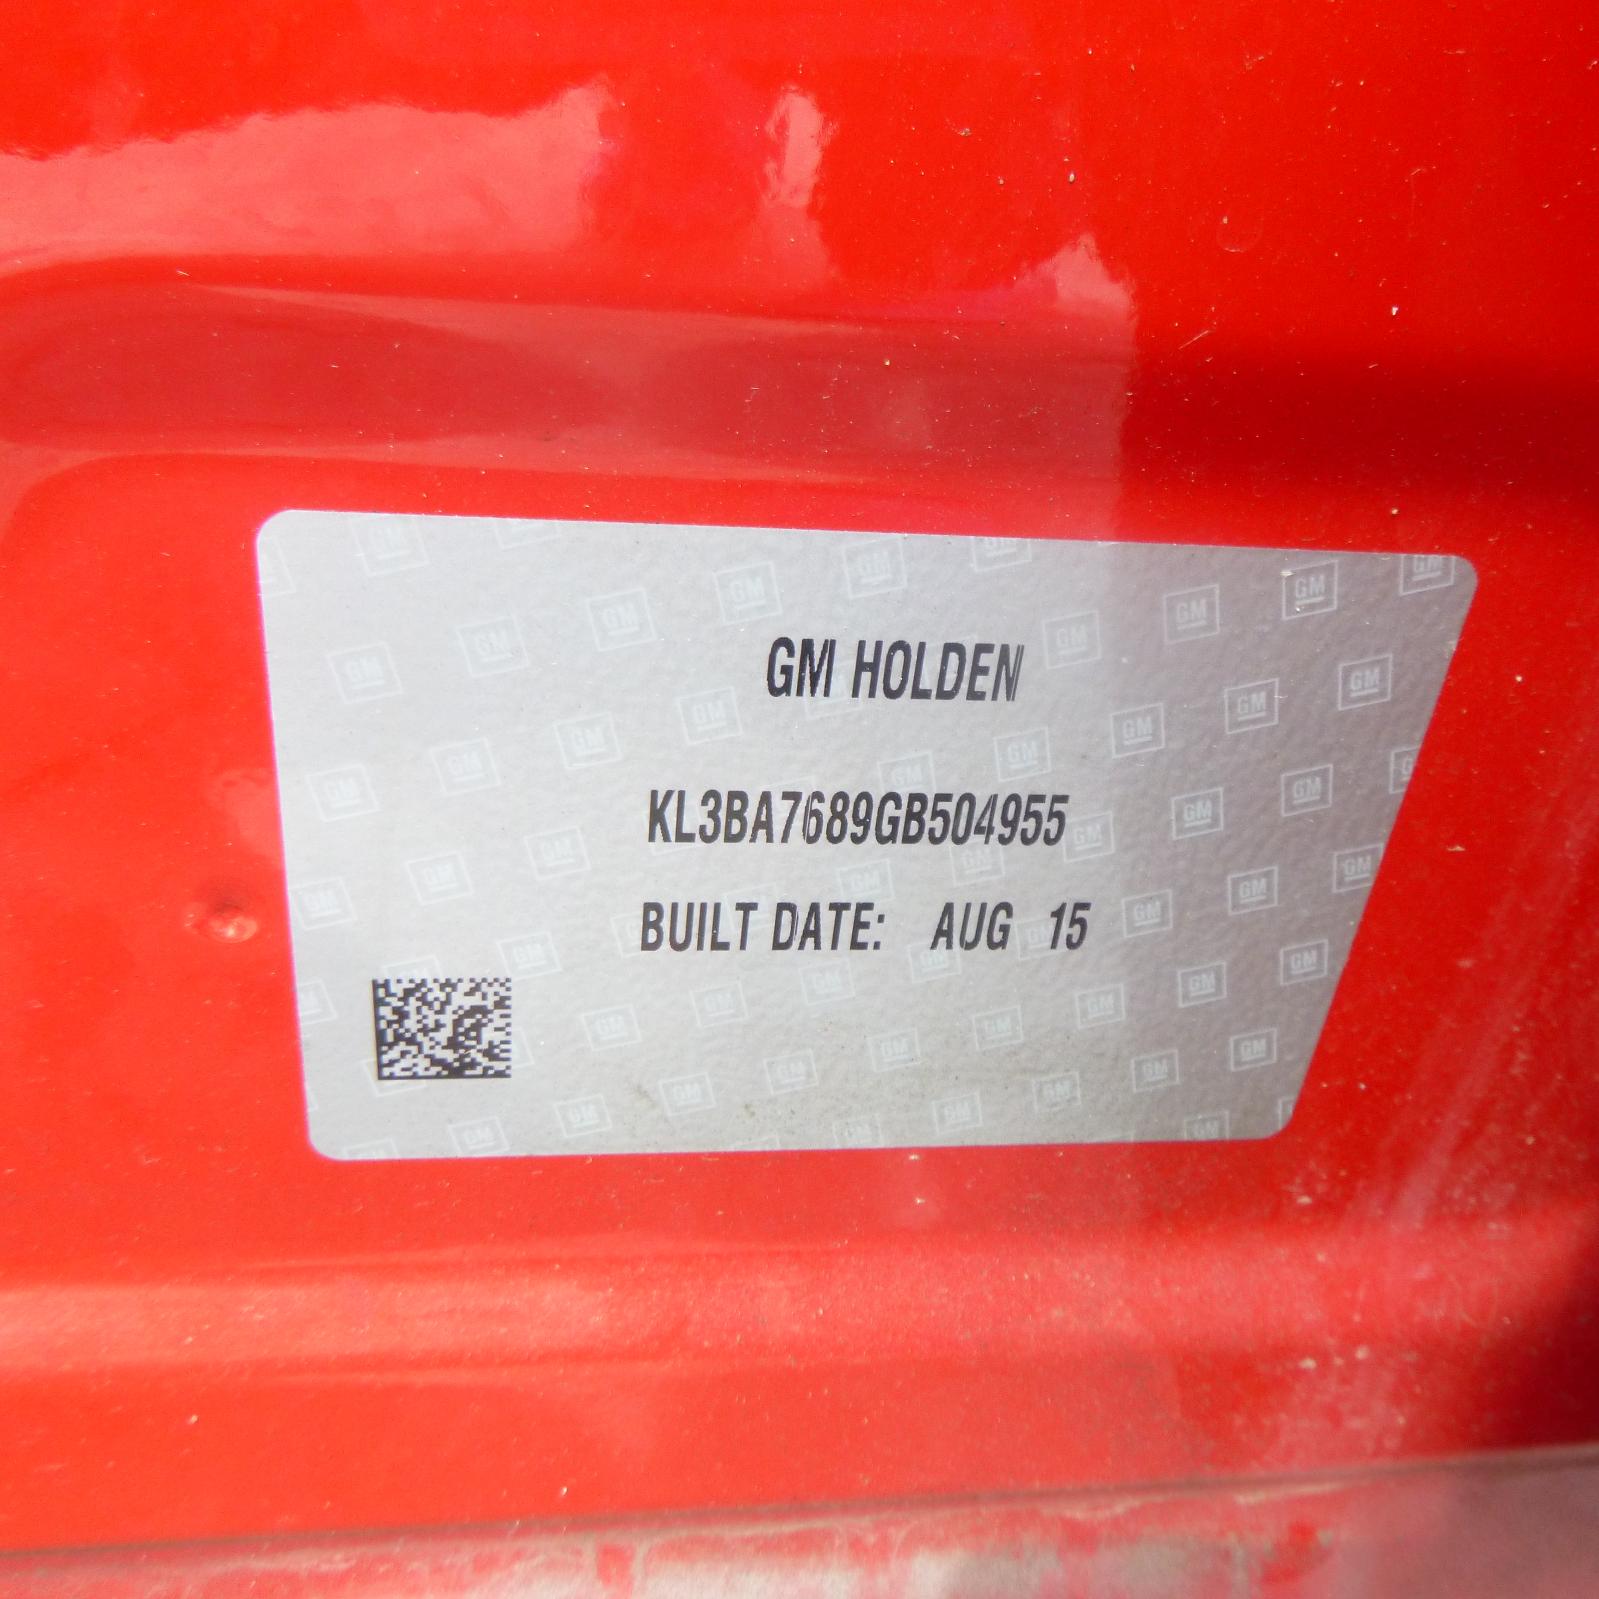 GM HOLDEN
KL3BA7689GB504955
BUILT DATE: AUG 15